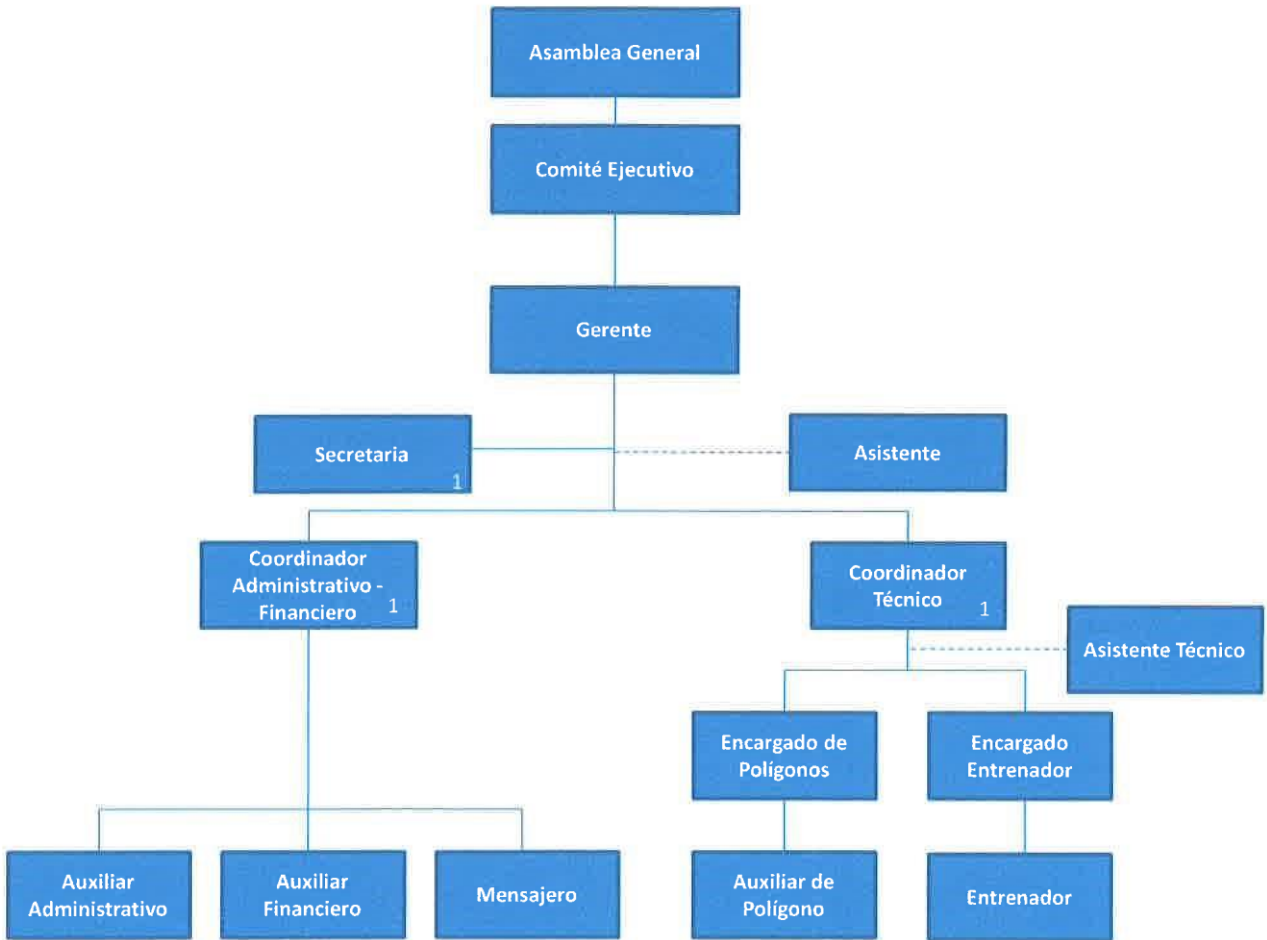 Asamblea General
Comité Ejecutivo
Gerente
Secretaria
1
Asistente
Coordinador
Administrativo -
Financiero
1
Coordinador
Técnico
1
Asistente Técnico
Encargado de
Polígonos
Encargado
Entrenador
Auxiliar
Administrativo
Auxiliar
Financiero
Mensajero
Auxiliar de
Polígono
Entrenador